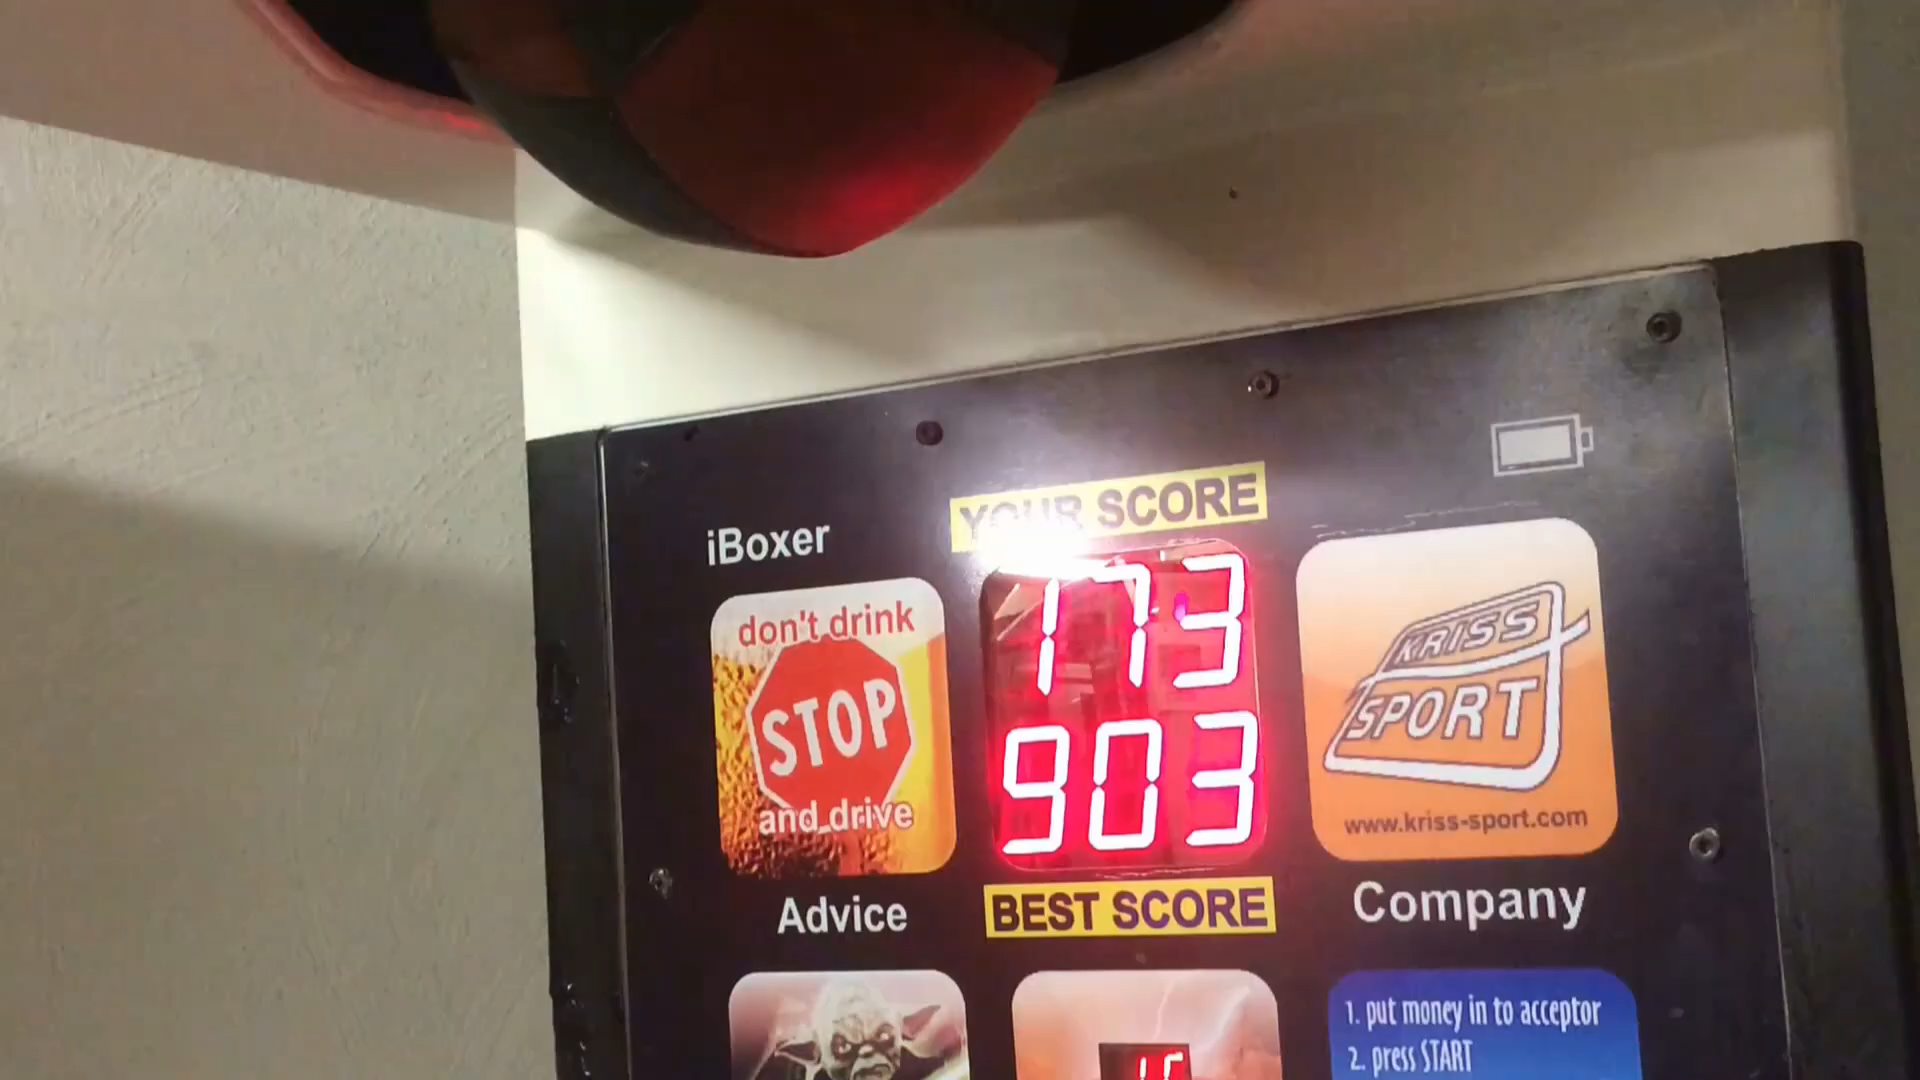 YOUR SCORE
iBoxer
don't drink
STOP
and drive
173
903
KRISS
SPORT
www.kriss-sport.com
Advice
BEST SCORE
Company
1. put money in to acceptor
2. press START